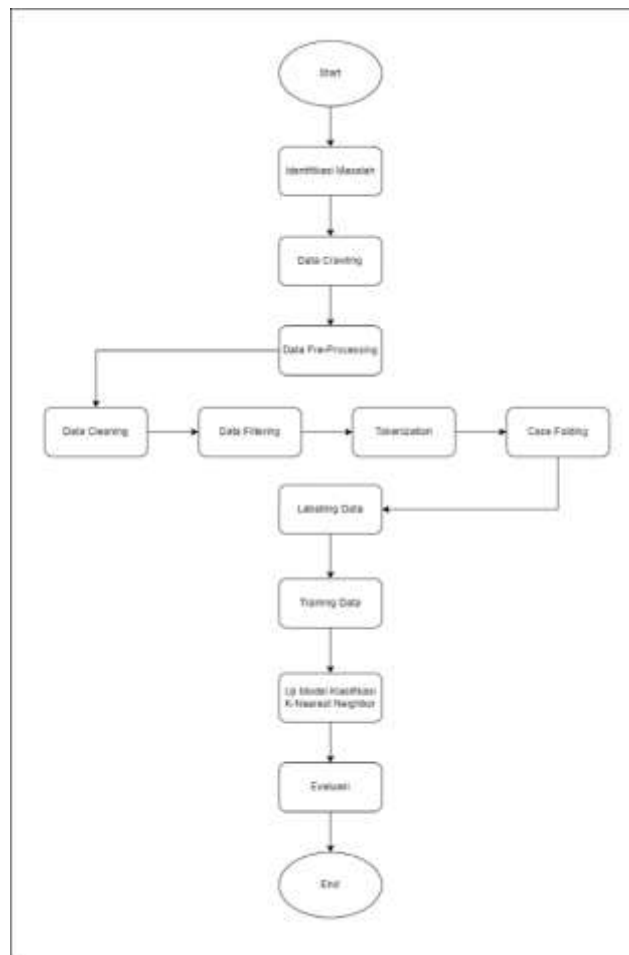 Start
Identifikasi Masalah
Data Crawling
Data Pre-Processing
Data Cleaning
Data Filtering
Tokenization
Case Folding
Labelling Data
Training Data
Uji Model Klasifikasi
K-Nearest Neighbor
Evaluasi
End